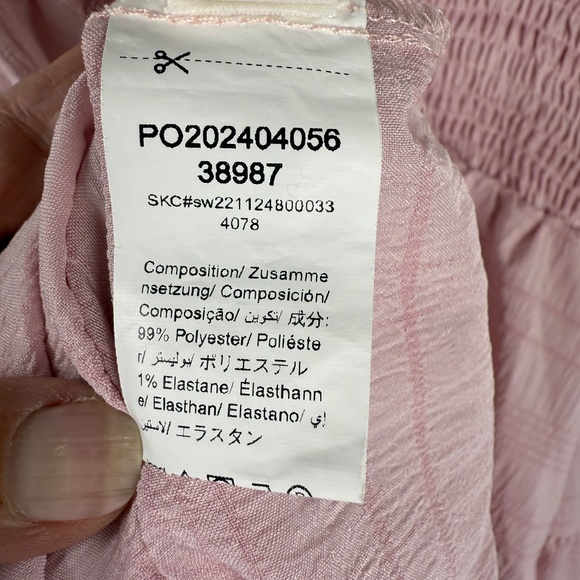 PO202404056
38987
SKC#sw221124800033
4078
Composition/ Zusamme
nsetzung/ Composición/
Composição/ تكوين/ 成分:
99% Polyester/ Poliéste
r/ بوليستر/ ポリエステル
1% Elastane/ Élasthann
e/ Elasthan/ Elastano/ إي
لاستين/ エラスタン